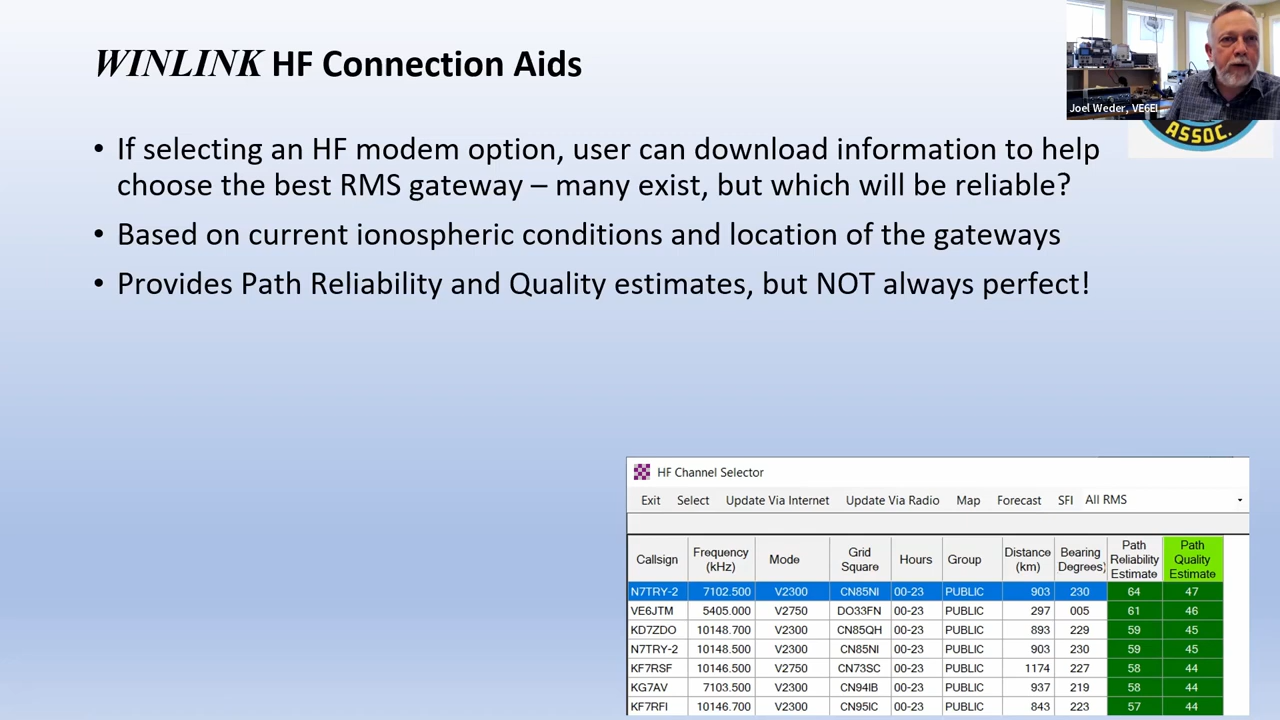 WINLINK HF Connection Aids
Joel Weder, VE6EI
ASSOC.
• If selecting an HF modem option, user can download information to help
choose the best RMS gateway – many exist, but which will be reliable?
• Based on current ionospheric conditions and location of the gateways
• Provides Path Reliability and Quality estimates, but NOT always perfect!
HF Channel Selector
Exit Select Update Via Internet Update Via Radio Map Forecast SFI All RMS
Callsign Frequency (kHz) Mode Grid Square Hours Group Distance (km) Bearing Degrees) Path Reliability Estimate Path Quality Estimate
N7TRY-2 7102.500 V2300 CN85NI 00-23 PUBLIC 903 230 64 47
VE6JTM 5405.000 V2750 DO33FN 00-23 PUBLIC 297 005 61 46
KD7ZDO 10148.700 V2300 CN85QH 00-23 PUBLIC 893 229 59 45
N7TRY-2 10148.500 V2300 CN85NI 00-23 PUBLIC 903 230 59 45
KF7RSF 10146.500 V2750 CN73SC 00-23 PUBLIC 1174 227 58 44
KG7AV 7103.500 V2300 CN94IB 00-23 PUBLIC 937 219 58 44
KF7RFI 10146.700 V2300 CN95IC 00-23 PUBLIC 843 223 57 44